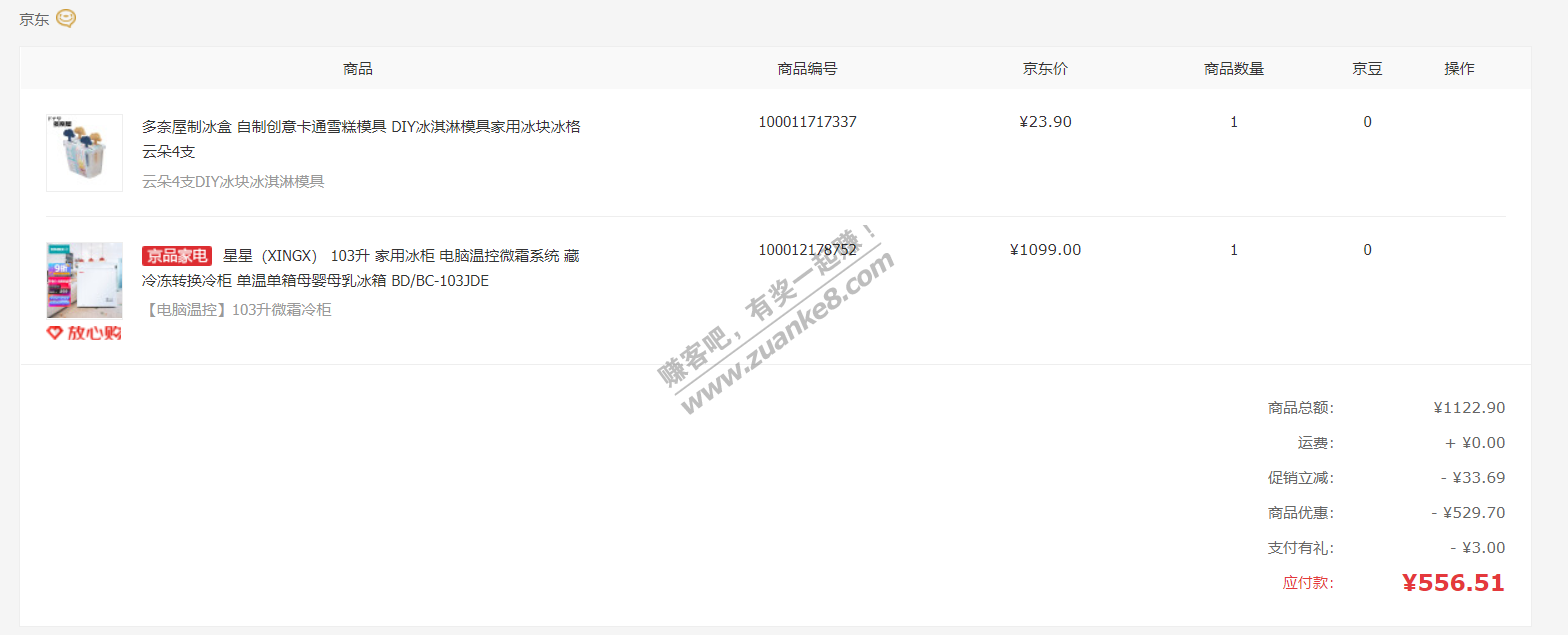 京东
商品 商品编号 京东价 商品数量 京豆 操作
多奈屋制冰盒 自制创意卡通雪糕模具 DIY冰淇淋模具家用冰块冰格 100011717337 ¥23.90 1 0
云朵4支
云朵4支DIY冰块冰淇淋模具
京品家电 星星（XINGX） 103升 家用冰柜 电脑温控微霜系统 藏 100012178752 ¥1099.00 1 0
冷冻转换冷柜 单温单箱母婴母乳冰箱 BD/BC-103JDE
【电脑温控】103升微霜冷柜
9折
放心购
赚客吧，有奖一起赚！
www.zuanke8.com
商品总额： ¥1122.90
运费： + ¥0.00
促销立减： - ¥33.69
商品优惠： - ¥529.70
支付有礼： - ¥3.00
应付款： ¥556.51